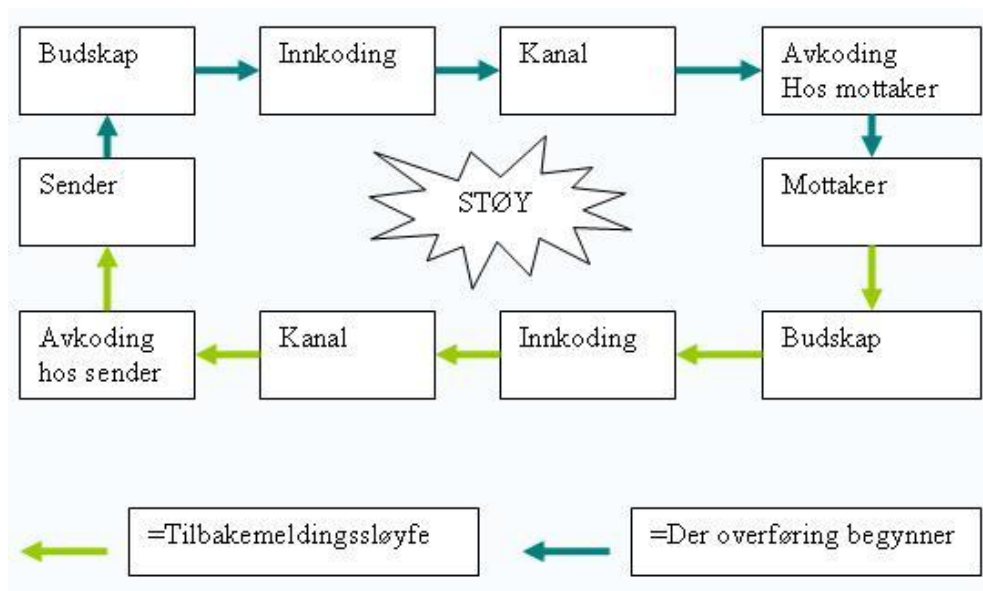 Budskap
Innkoding
Kanal
Avkoding
Hos mottaker
Sender
STØY
Mottaker
Avkoding
hos sender
Kanal
Innkoding
Budskap
=Tilbakemeldingssløyfe
=Der overføring begynner